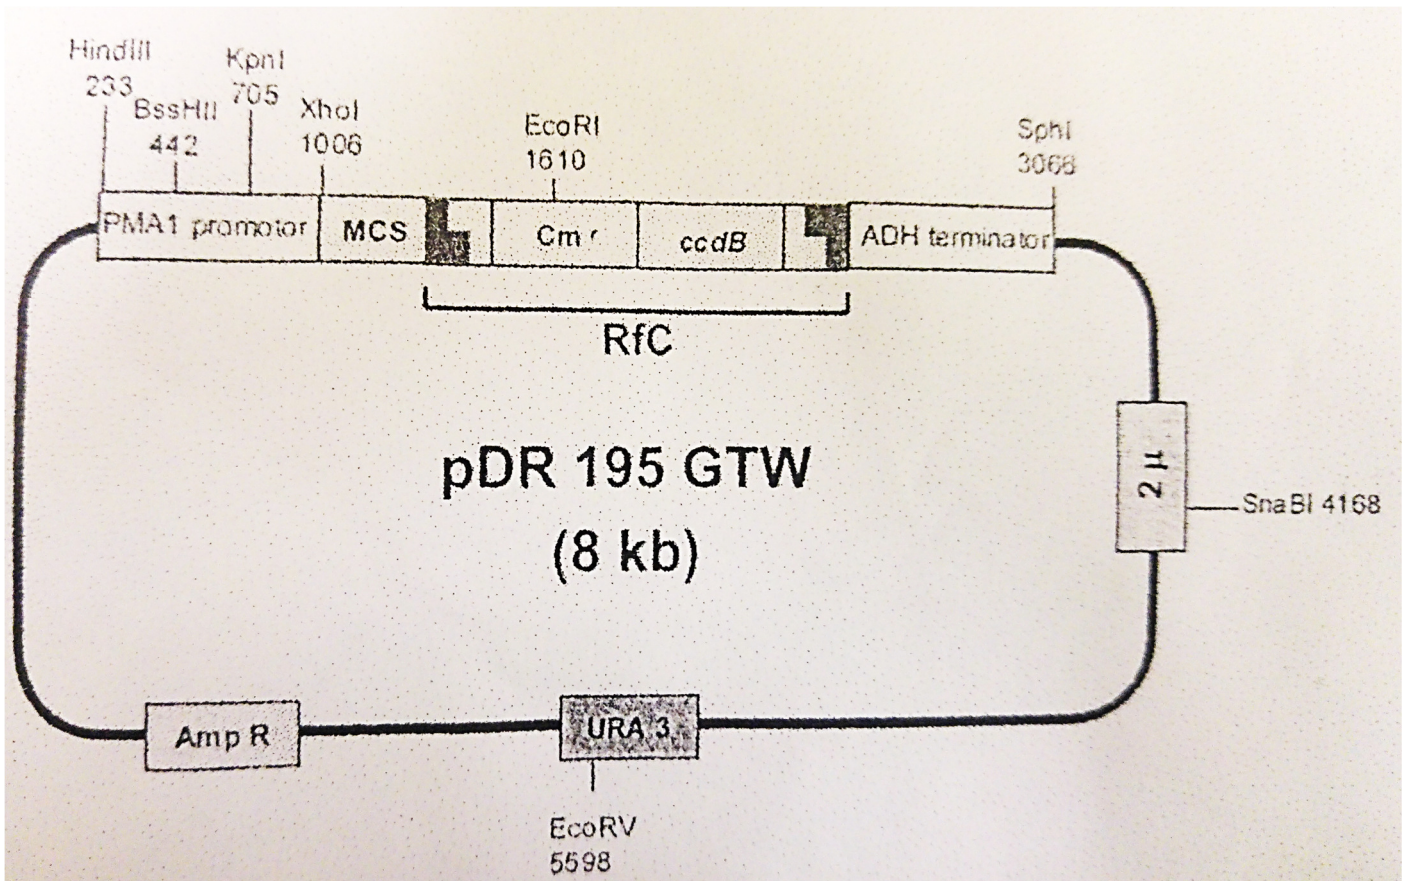 HindIII
233
BssHII
442
KpnI
705
XhoI
1006
EcoRI
1610
SphI
3068
PMA1 promotor
MCS
Cm r
ccdB
ADH terminator
RfC
pDR 195 GTW
(8 kb)
2 µ
SnaBI 4168
Amp R
URA 3
EcoRV
5598